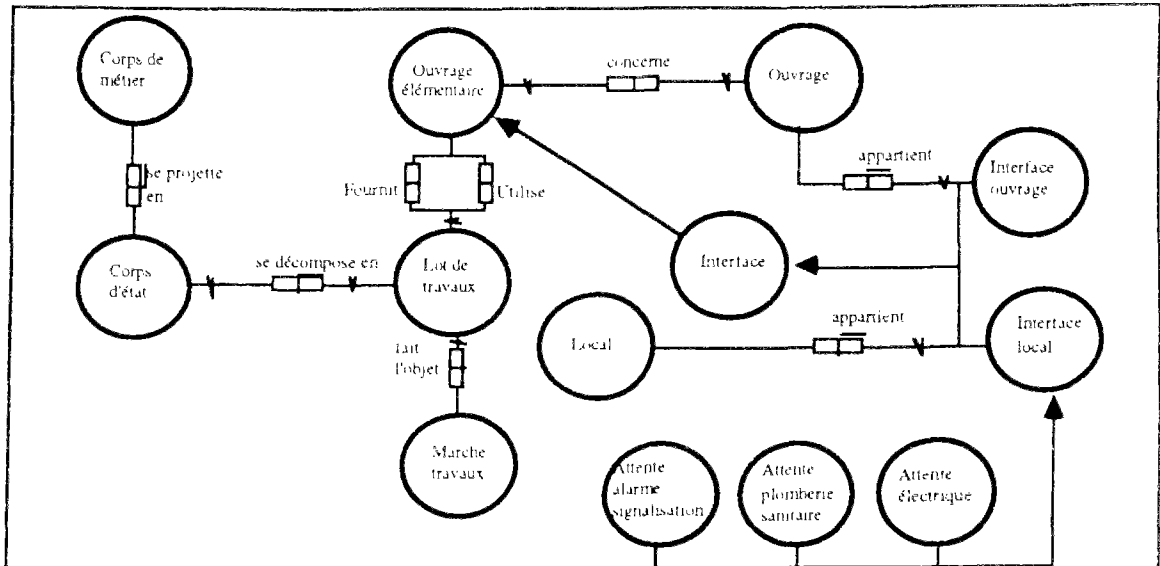 Corps de
métier
Ouvrage
élémentaire
concerne
Ouvrage
se projette
en
Fournit
Utilise
appartient
Interface
ouvrage
Corps
d'état
se décompose en
Lot de
travaux
Interface
Local
appartient
Interface
local
fait
l'objet
Marche
travaux
Attente
alarme
signalisation
Attente
plomberie
sanitaire
Attente
électrique